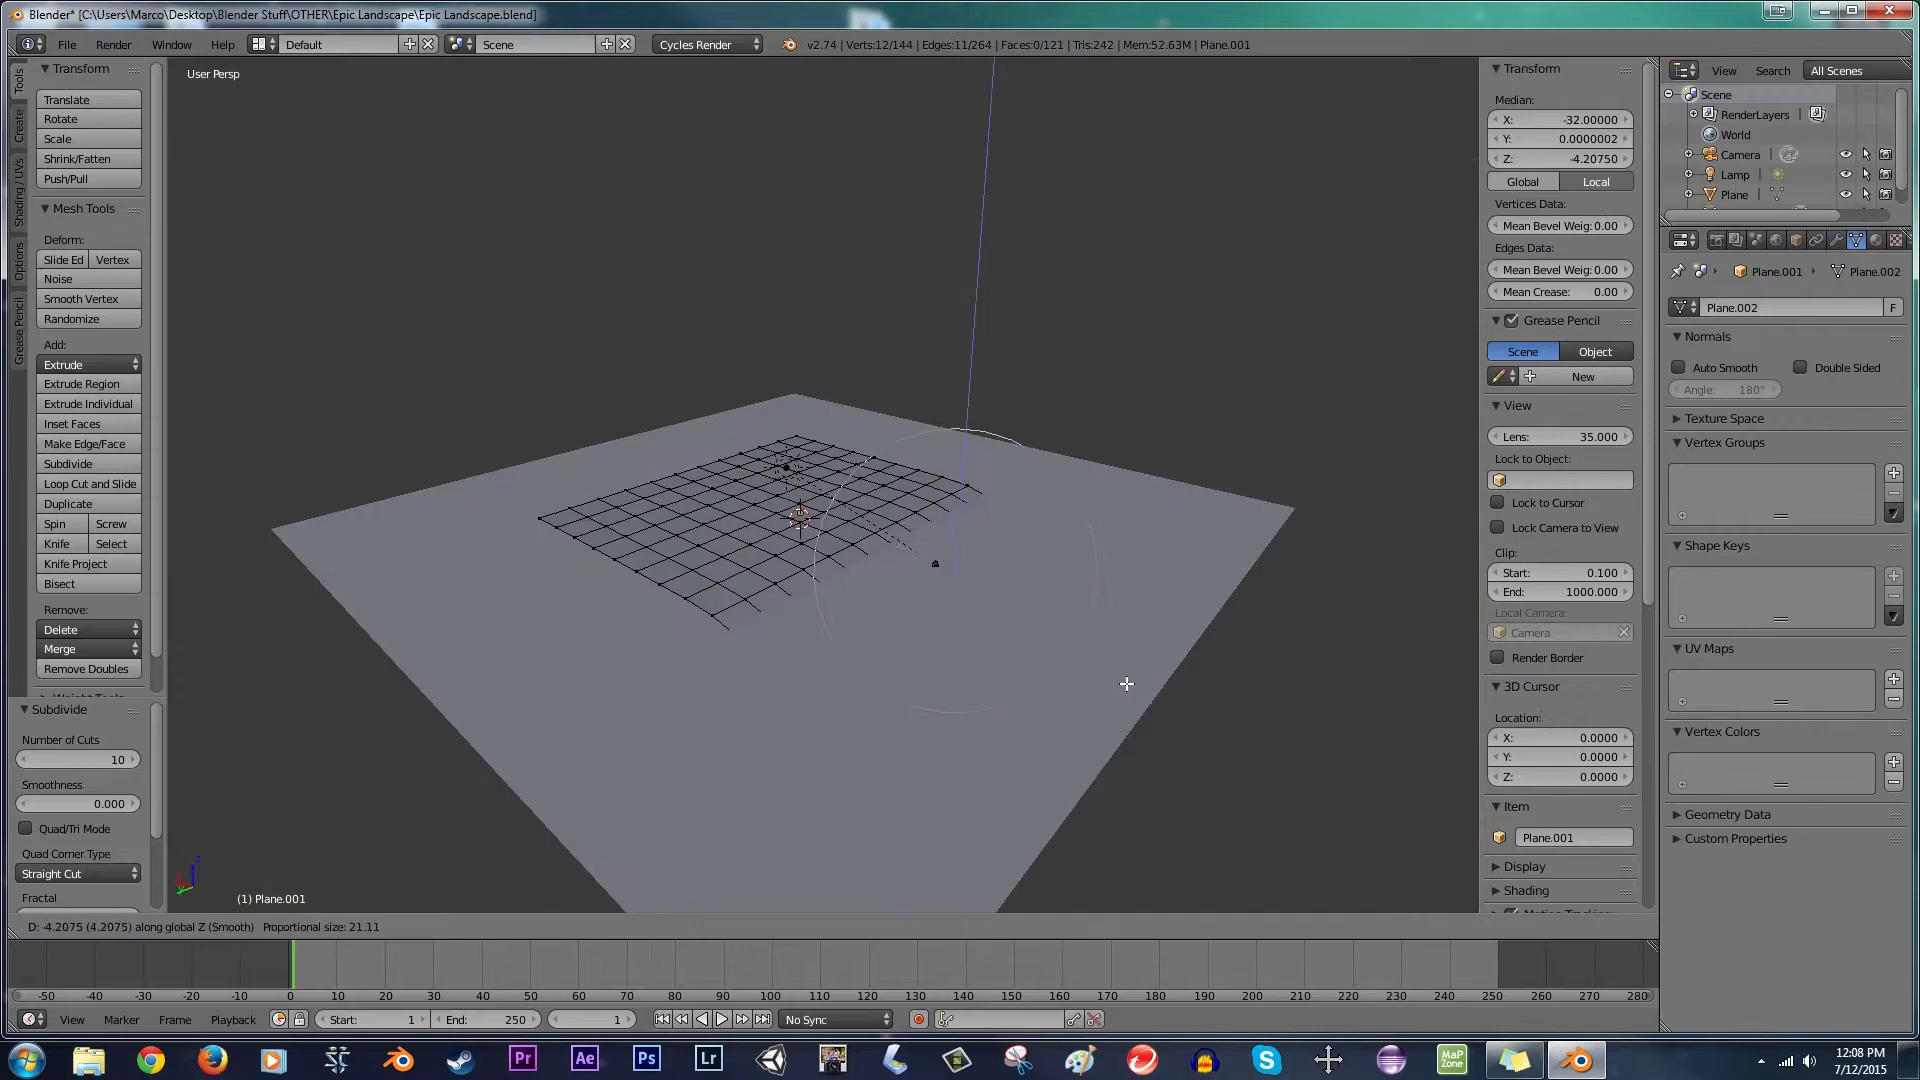 Blender* [C:\Users\Marco\Desktop\Blender Stuff\OTHER\Epic Landscape\Epic Landscape.blend]
File Render Window Help Default Scene Cycles Render v2.74 | Verts:12/144 | Edges:11/264 | Faces:0/121 | Tris:242 | Mem:52.63M | Plane.001
Tools
Create
Shading / UVs
Options
Grease Pencil
Transform
Translate
Rotate
Scale
Shrink/Fatten
Push/Pull
Mesh Tools
Deform:
Slide Ed Vertex
Noise
Smooth Vertex
Randomize
Add:
Extrude
Extrude Region
Extrude Individual
Inset Faces
Make Edge/Face
Subdivide
Loop Cut and Slide
Duplicate
Spin Screw
Knife Select
Knife Project
Bisect
Remove:
Delete
Merge
Remove Doubles
Subdivide
Number of Cuts
10
Smoothness
0.000
Quad/Tri Mode
Quad Corner Type
Straight Cut
Fractal
User Persp
z
(1) Plane.001
D: -4.2075 (4.2075) along global Z (Smooth) Proportional size: 21.11
Transform
Median:
X: -32.00000
Y: 0.0000002
Z: -4.20750
Global Local
Vertices Data:
Mean Bevel Weig: 0.00
Edges Data:
Mean Bevel Weig: 0.00
Mean Crease: 0.00
Grease Pencil
Scene Object
New
View
Lens: 35.000
Lock to Object:
Lock to Cursor
Lock Camera to View
Clip:
Start: 0.100
End: 1000.000
Local Camera:
Camera
Render Border
3D Cursor
Location:
X: 0.0000
Y: 0.0000
Z: 0.0000
Item
Plane.001
Display
Shading
View Search All Scenes
Scene
RenderLayers
World
Camera
Lamp
Plane
Plane.001 Plane.002
Plane.002 F
Normals
Auto Smooth Double Sided
Angle: 180°
Texture Space
Vertex Groups
Shape Keys
UV Maps
Vertex Colors
Geometry Data
Custom Properties
-50 -40 -30 -20 -10 0 10 20 30 40 50 60 70 80 90 100 110 120 130 140 150 160 170 180 190 200 210 220 230 240 250 260 270 280
View Marker Frame Playback Start: 1 End: 250 1 No Sync
Pr Ae Ps Lr
MaP
ZonE
12:08 PM
7/12/2015